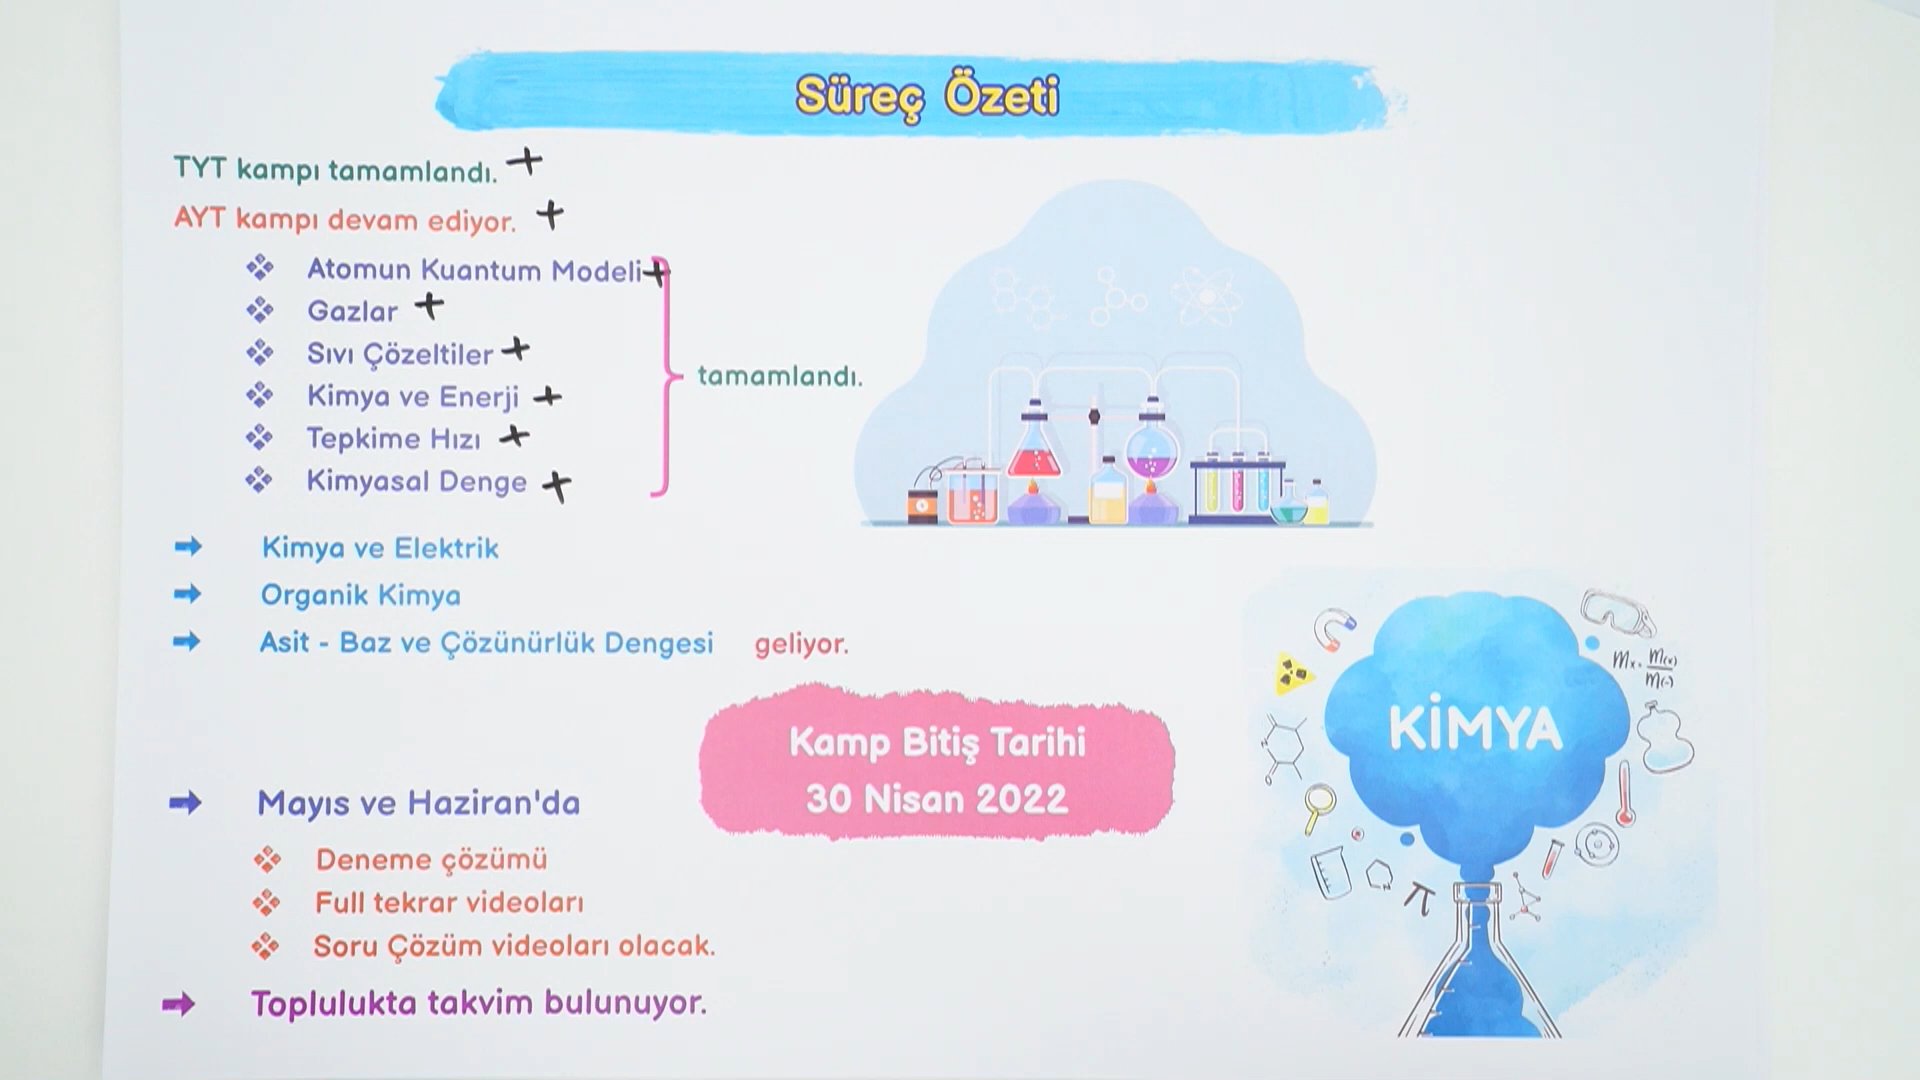 Süreç Özeti
TYT kampı tamamlandı. +
AYT kampı devam ediyor. +
Atomun Kuantum Modeli +
Gazlar +
Sıvı Çözeltiler +
Kimya ve Enerji +
Tepkime Hızı +
Kimyasal Denge +
tamamlandı.
Kimya ve Elektrik
Organik Kimya
Asit - Baz ve Çözünürlük Dengesi geliyor.
Kamp Bitiş Tarihi
30 Nisan 2022
Mayıs ve Haziran'da
Deneme çözümü
Full tekrar videoları
Soru Çözüm videoları olacak.
Toplulukta takvim bulunuyor.
KİMYA
π